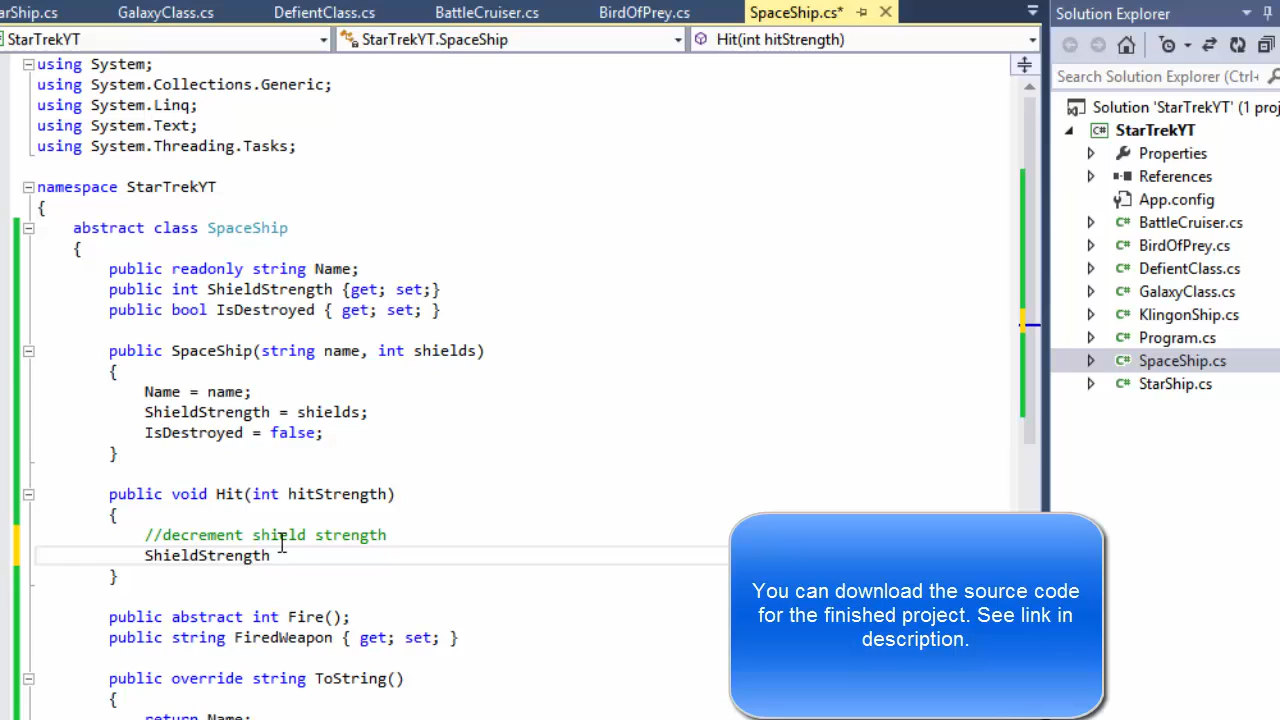 rShip.cs GalaxyClass.cs DefientClass.cs BattleCruiser.cs BirdOfPrey.cs SpaceShip.cs*
StarTrekYT StarTrekYT.SpaceShip Hit(int hitStrength)
using System;
using System.Collections.Generic;
using System.Linq;
using System.Text;
using System.Threading.Tasks;
namespace StarTrekYT
{
abstract class SpaceShip
{
public readonly string Name;
public int ShieldStrength {get; set;}
public bool IsDestroyed { get; set; }
public SpaceShip(string name, int shields)
{
Name = name;
ShieldStrength = shields;
IsDestroyed = false;
}
public void Hit(int hitStrength)
{
//decrement shield strength
ShieldStrength
}
public abstract int Fire();
public string FiredWeapon { get; set; }
public override string ToString()
{
return Name;
You can download the source code
for the finished project. See link in
description.
Solution Explorer
Search Solution Explorer (Ctrl+
Solution 'StarTrekYT' (1 proj
C# StarTrekYT
Properties
References
App.config
C# BattleCruiser.cs
C# BirdOfPrey.cs
C# DefientClass.cs
C# GalaxyClass.cs
C# KlingonShip.cs
C# Program.cs
C# SpaceShip.cs
C# StarShip.cs